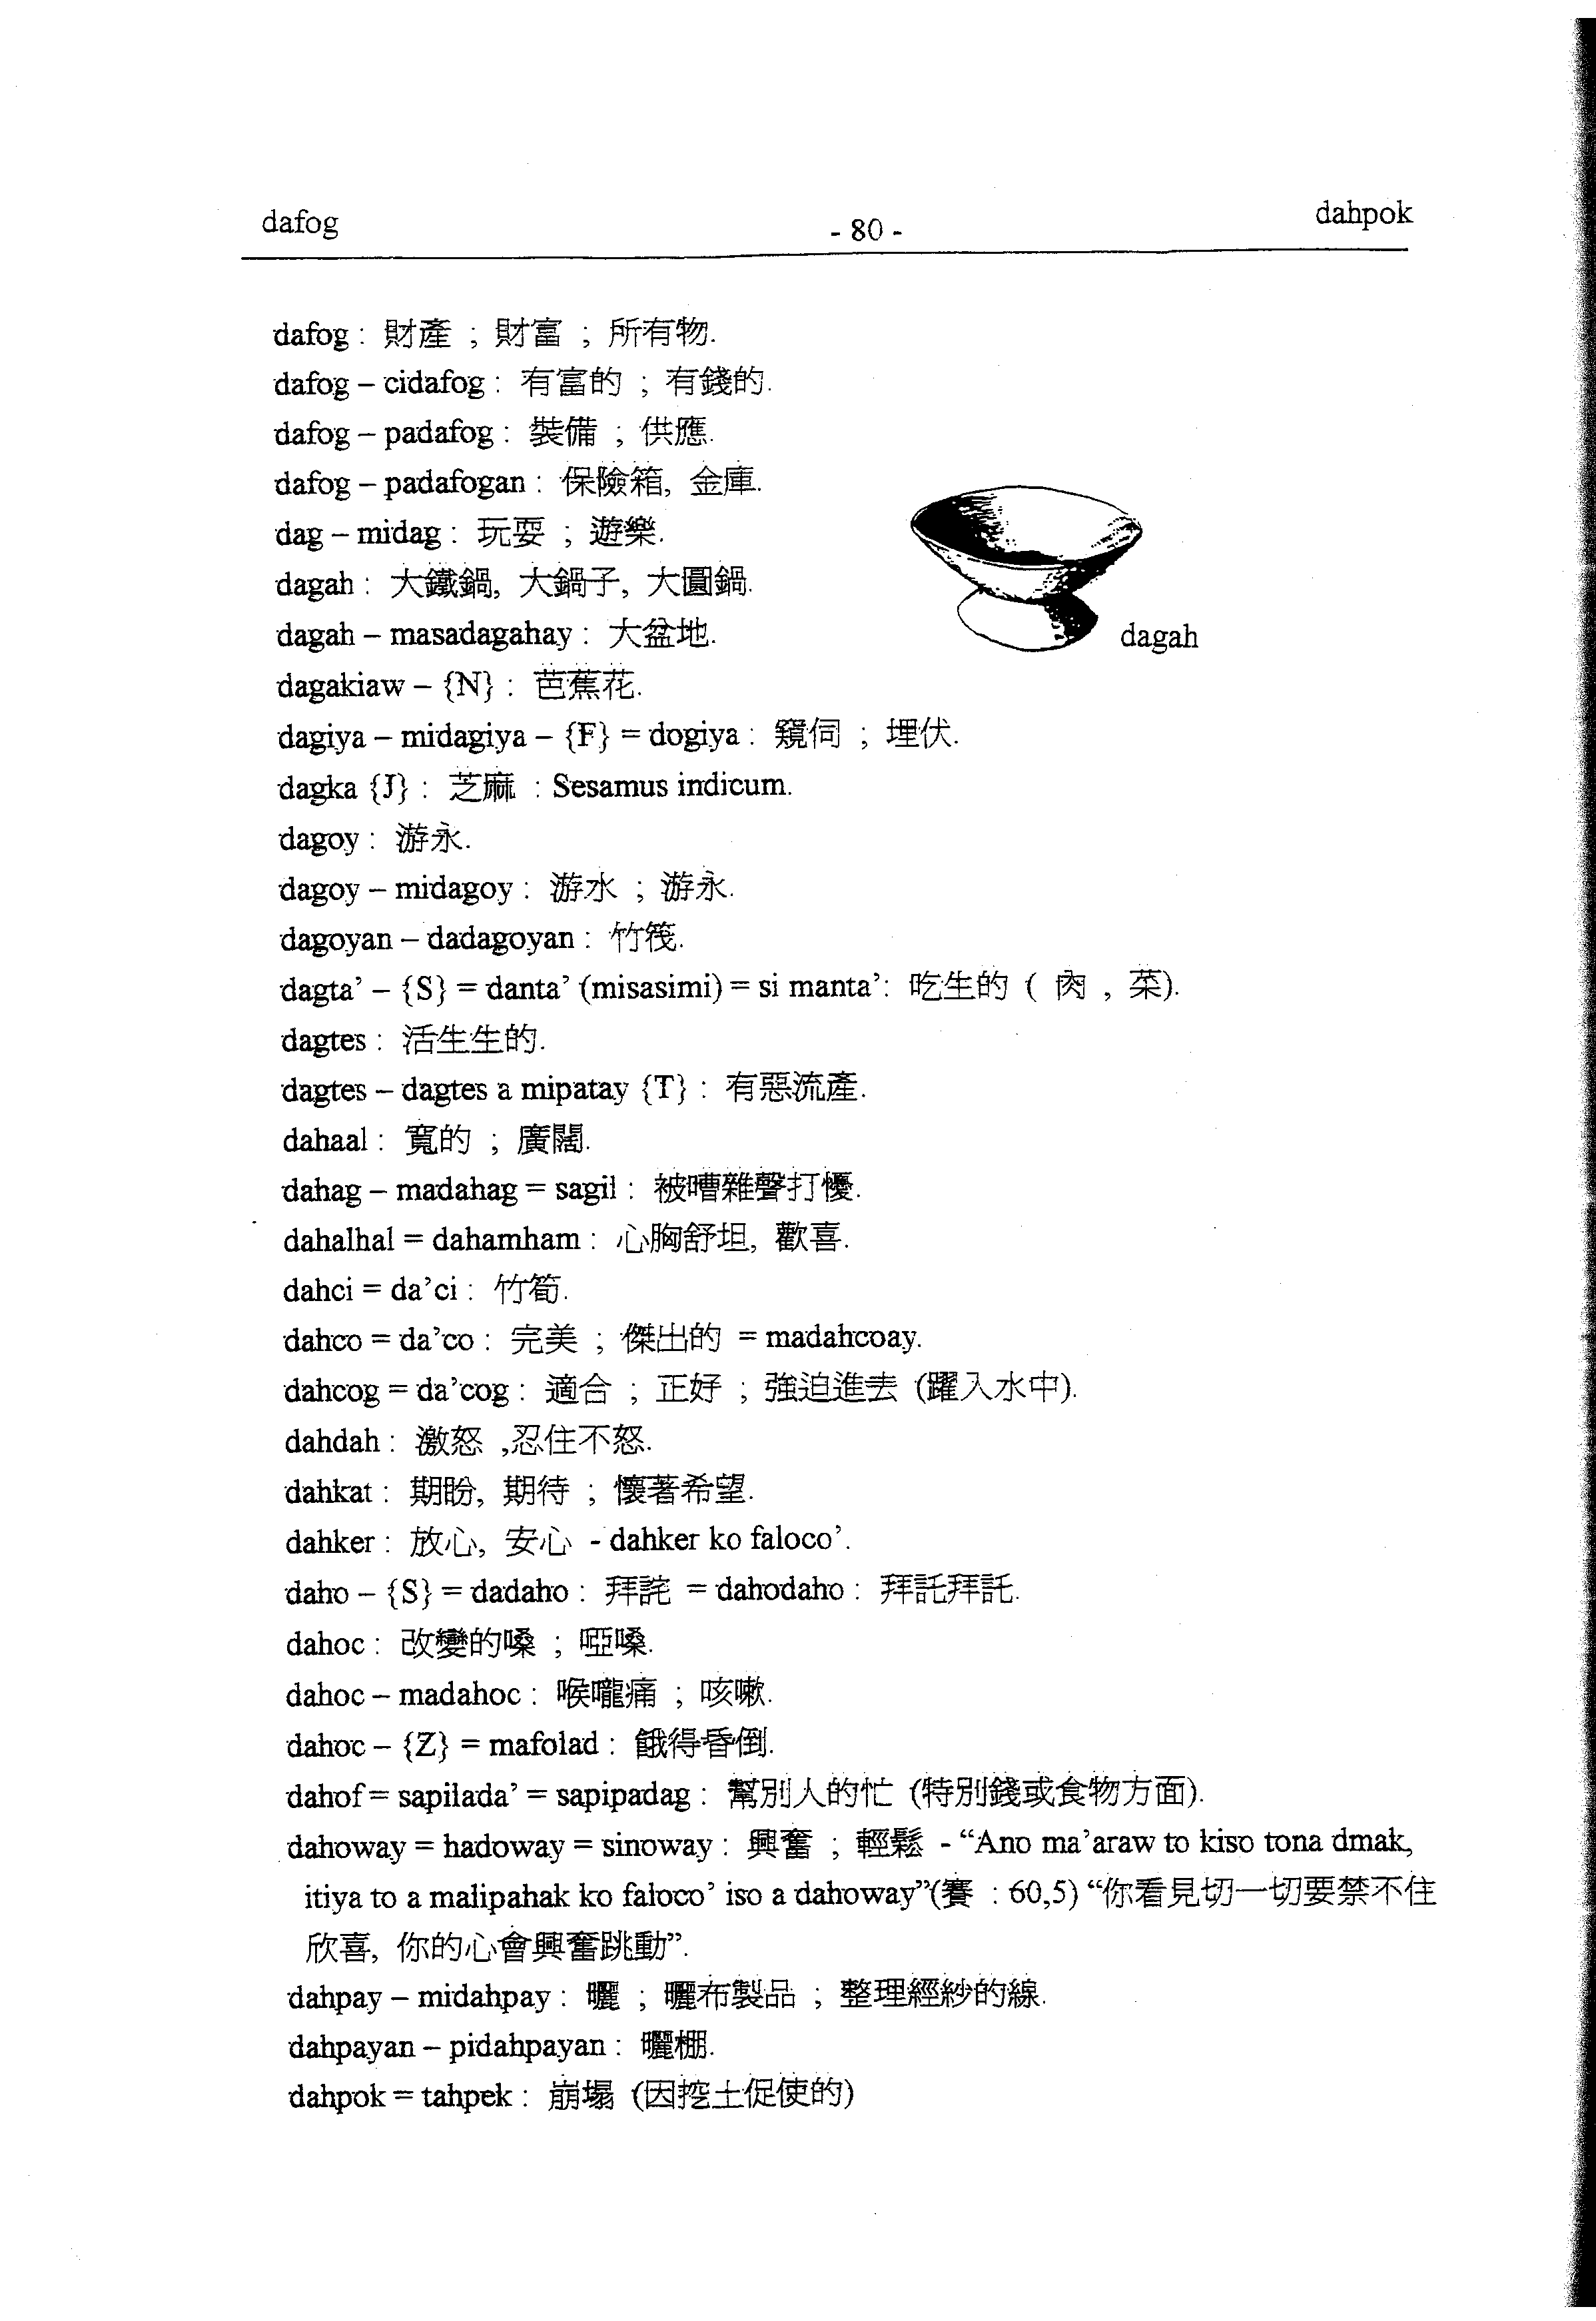 dafog
- 80 -
dahpok
dafog : 財產 ; 財富 ; 所有物.
dafog – cidafog : 有富的 ; 有錢的.
dafog – padafog : 裝備 ; 供應.
dafog – padafogan : 保險箱, 金庫.
dag – midag : 玩耍 ; 遊樂.
dagah : 大鐵鍋, 大鍋子, 大圓鍋.
dagah – masadagahay : 大盆地.
dagah
dagakiaw – {N} : 芭蕉花.
dagiya – midagiya – {F} = dogiya : 窺伺 ; 埋伏.
dagka {J} : 芝麻 : Sesamus indicum.
dagoy : 游永.
dagoy – midagoy : 游水 ; 游永.
dagoyan – dadagoyan : 竹筏.
dagta’ – {S} = danta’ (misasimi) = si manta’: 吃生的 ( 肉 , 菜).
dagtes : 活生生的.
dagtes – dagtes a mipatay {T} : 有惡流產.
dahaal : 寬的 ; 廣闊.
dahag – madahag = sagil : 被嘈雜聲打懮.
dahalhal = dahamham : 心胸舒坦, 歡喜.
dahci = da’ci : 竹筍.
dahco = da’co : 完美 ; 傑出的 = madahcoay.
dahcog = da’cog : 適合 ; 正好 ; 強迫進去 (躍入水中).
dahdah : 激怒 ,忍住不怒.
dahkat : 期盼, 期待 ; 懷著希望.
dahker : 放心, 安心 - dahker ko faloco’.
daho – {S} = dadaho : 拜詫 = dahodaho : 拜託拜託.
dahoc : 改變的嗓 ; 啞嗓.
dahoc – madahoc : 喉嚨痛 ; 咳嗽.
dahoc – {Z} = mafolad : 餓得昏倒.
dahof = sapilada’ = sapipadag : 幫別人的忙 (特別錢或食物方面).
dahoway = hadoway = sinoway : 興奮 ; 輕鬆 - “Ano ma’araw to kiso tona dmak,
itiya to a malipahak ko faloco’ iso a dahoway”(賽 : 60,5) “你看見切一切要禁不住
欣喜, 你的心會興奮跳動”.
dahpay – midahpay : 曬 ; 曬布製品 ; 整理經紗的線.
dahpayan – pidahpayan : 曬棚.
dahpok = tahpek : 崩塌 (因挖土促使的)